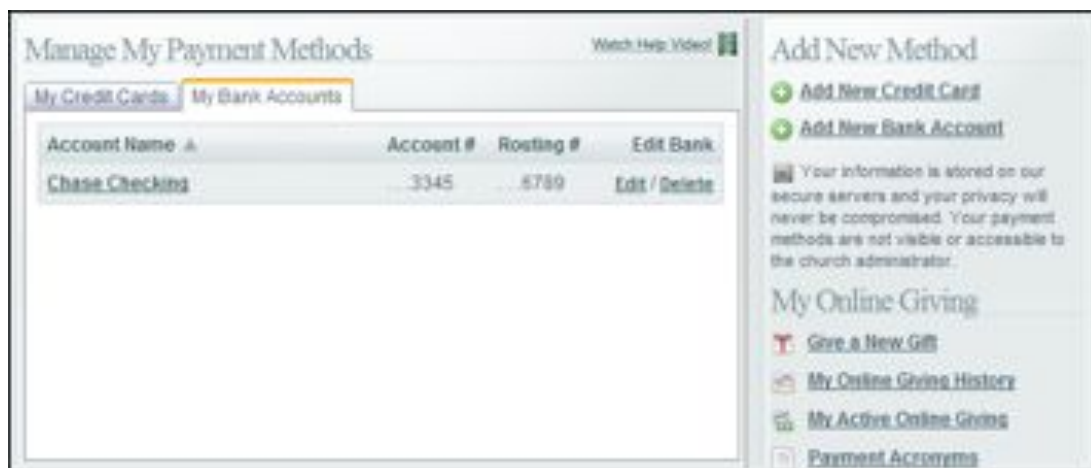 Manage My Payment Methods
Watch Help Video!
My Credit Cards
My Bank Accounts
Account Name
Account #
Routing #
Edit Bank
Chase Checking
...3345
...6789
Edit / Delete
Add New Method
Add New Credit Card
Add New Bank Account
Your information is stored on our
secure servers and your privacy will
never be compromised. Your payment
methods are not visible or accessible to
the church administrator.
My Online Giving
Give a New Gift
My Online Giving History
My Active Online Giving
Payment Acronyms